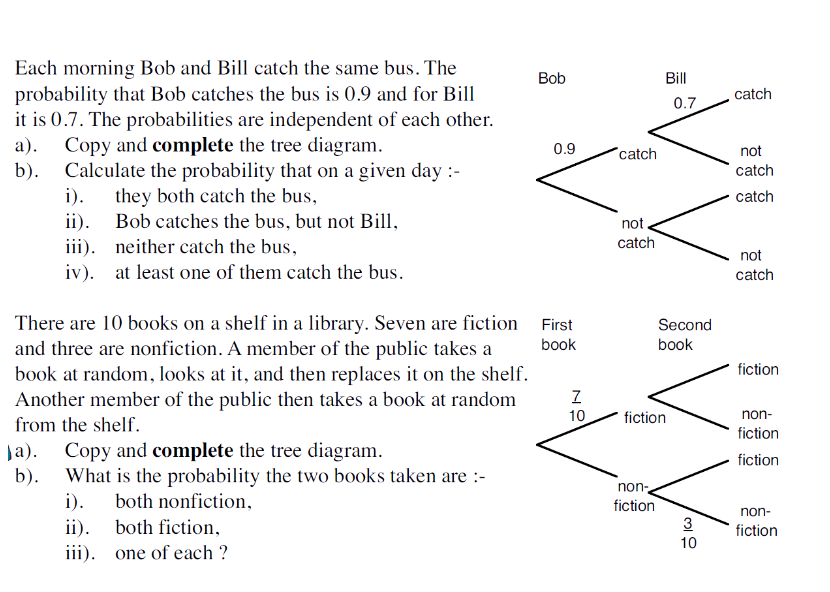 Each morning Bob and Bill catch the same bus. The
probability that Bob catches the bus is 0.9 and for Bill
it is 0.7. The probabilities are independent of each other.
a). Copy and complete the tree diagram.
b). Calculate the probability that on a given day :-
i). they both catch the bus,
ii). Bob catches the bus, but not Bill,
iii). neither catch the bus,
iv). at least one of them catch the bus.
Bob Bill
0.7 catch
0.9 catch not
catch
catch
not
catch
not
catch
There are 10 books on a shelf in a library. Seven are fiction
and three are nonfiction. A member of the public takes a
book at random, looks at it, and then replaces it on the shelf.
Another member of the public then takes a book at random
from the shelf.
a). Copy and complete the tree diagram.
b). What is the probability the two books taken are :-
i). both nonfiction,
ii). both fiction,
iii). one of each ?
First Second
book book
fiction
7
10 fiction non-
fiction
fiction
non-
fiction
non-
3 fiction
10